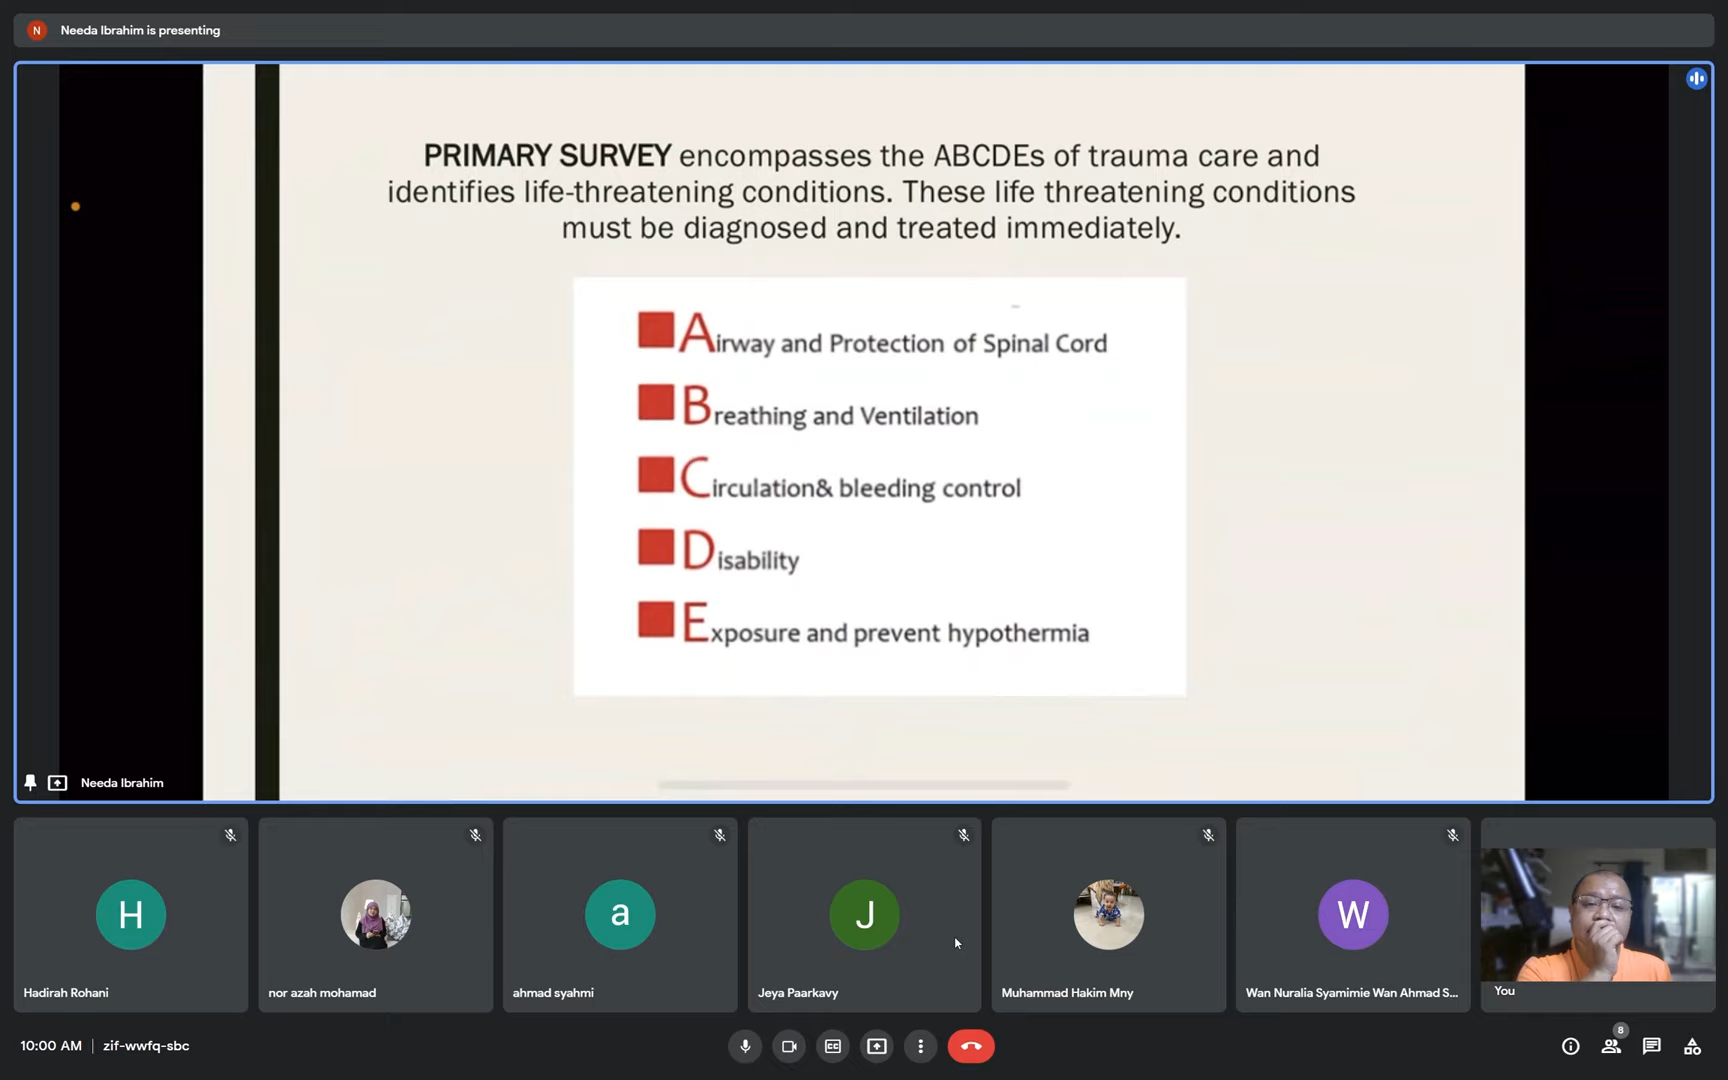 N Needa Ibrahim is presenting
PRIMARY SURVEY encompasses the ABCDEs of trauma care and
identifies life-threatening conditions. These life threatening conditions
must be diagnosed and treated immediately.
Airway and Protection of Spinal Cord
Breathing and Ventilation
Circulation& bleeding control
Disability
Exposure and prevent hypothermia
Needa Ibrahim
H
a
J
W
Hadirah Rohani
nor azah mohamad
ahmad syahmi
Jeya Paarkavy
Muhammad Hakim Mny
Wan Nuralia Syamimie Wan Ahmad S...
You
10:00 AM | zif-wwfq-sbc
CC
8